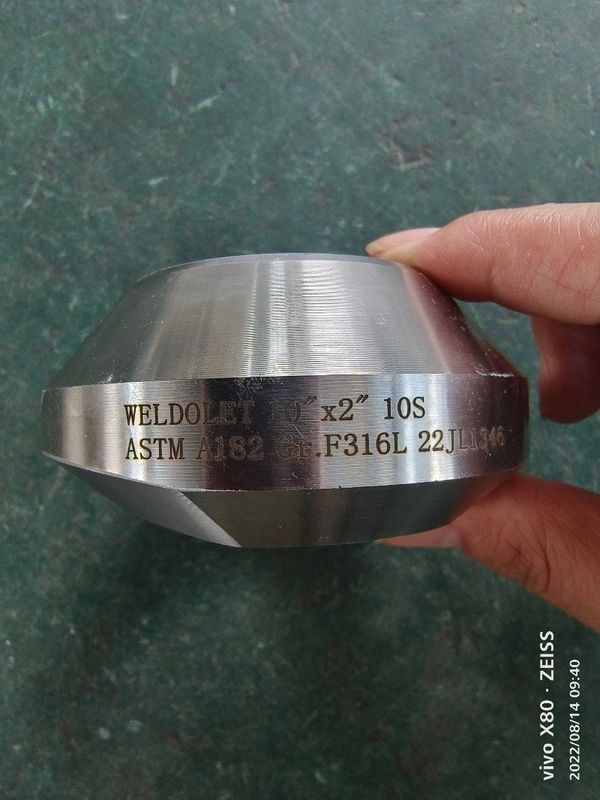 WELDOLET 10″x2″ 10S
ASTM A182 Gr.F316L 22JL1346
vivo X80 · ZEISS
2022/08/14 09:40